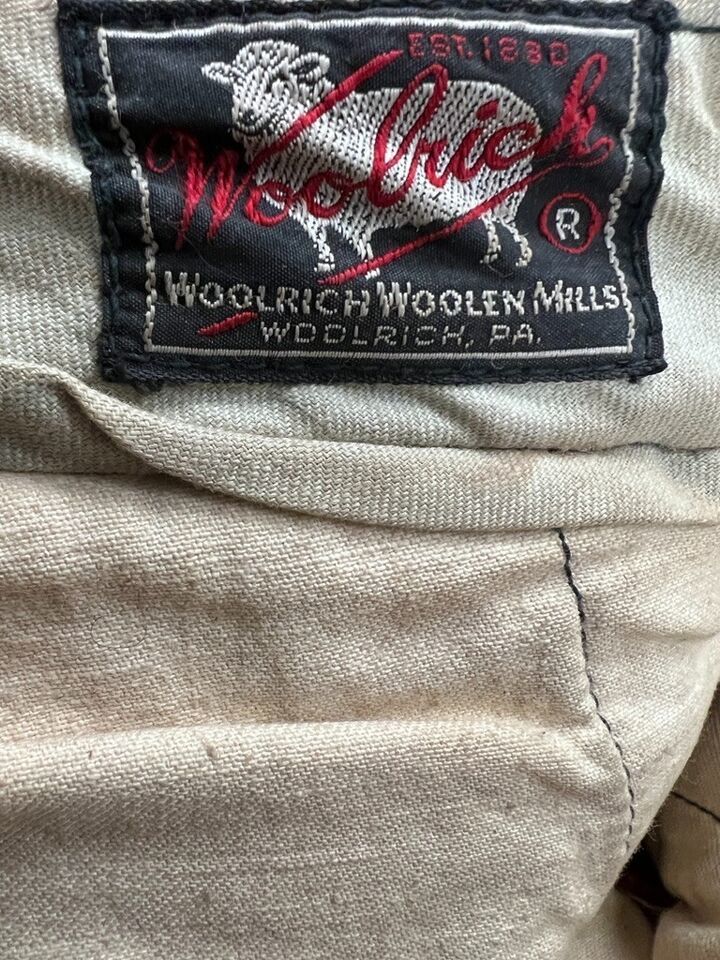 EST. 1830
Woolrich
R
WOOLRICH WOOLEN MILLS
WOOLRICH, PA.